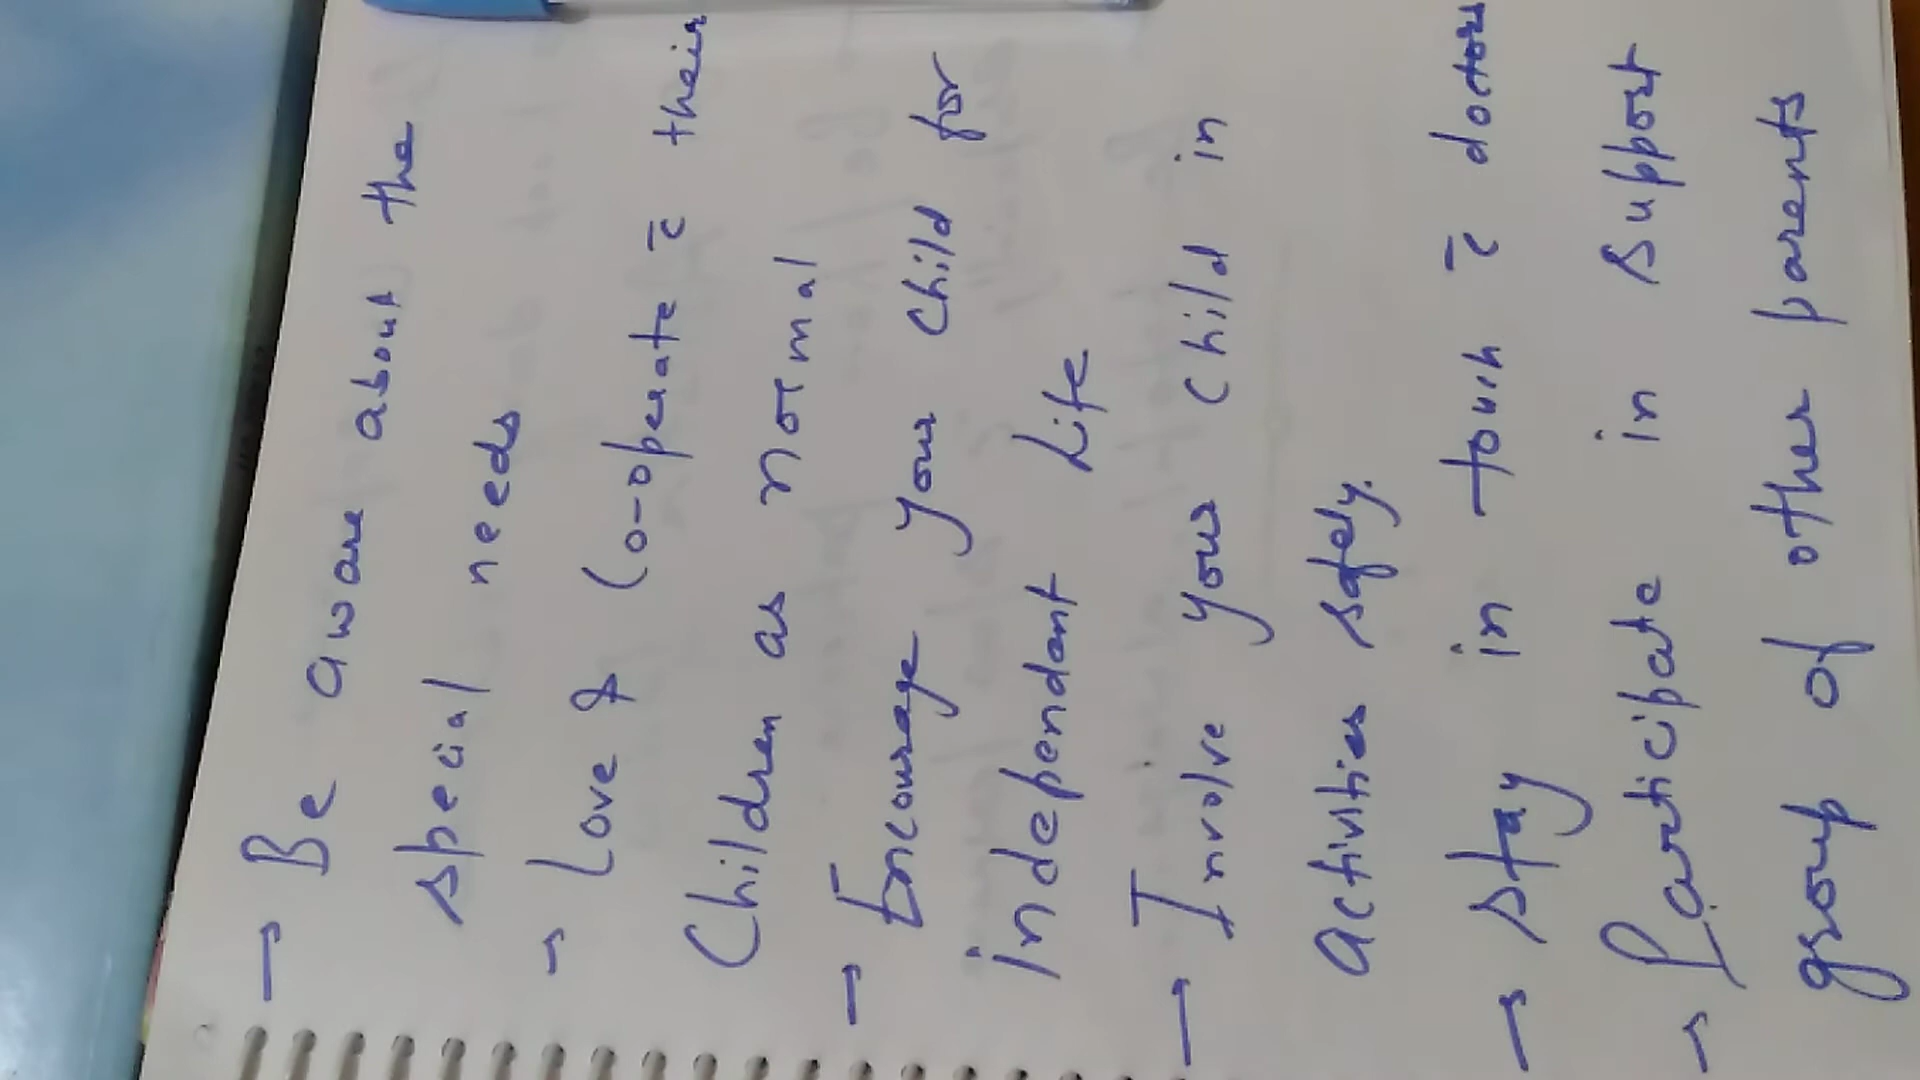 → Be aware about the
special needs
→ Love & Co-operate c̄ their
Children as normal
→ Encourage your child for
independant Life
→ Involve your child in
activities safely.
→ stay in touch c̄ doctors
→ Participate in support
group of other parents